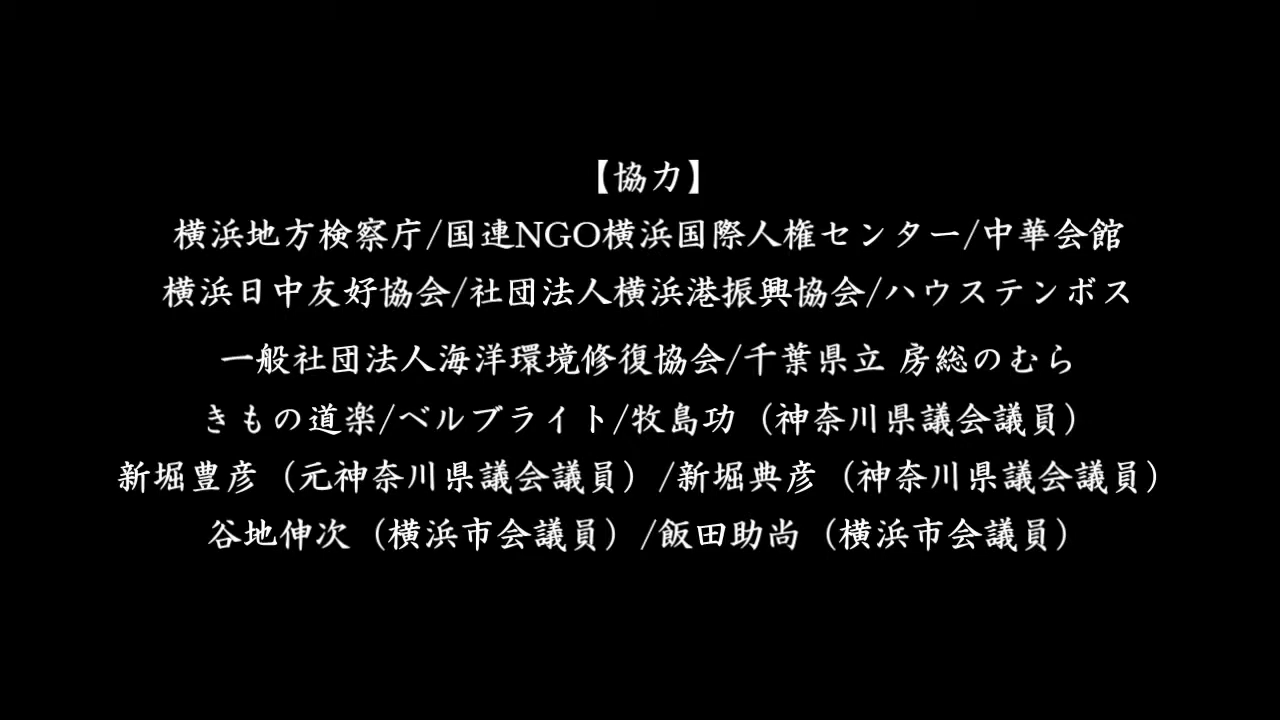 【協力】
横浜地方検察庁/国連NGO横浜国際人権センター/中華会館
横浜日中友好協会/社団法人横浜港振興協会/ハウステンボス
一般社団法人海洋環境修復協会/千葉県立 房総のむら
きもの道楽/ベルブライト/牧島功（神奈川県議会議員）
新堀豊彦（元神奈川県議会議員）/新堀典彦（神奈川県議会議員）
谷地伸次（横浜市会議員）/飯田助尚（横浜市会議員）